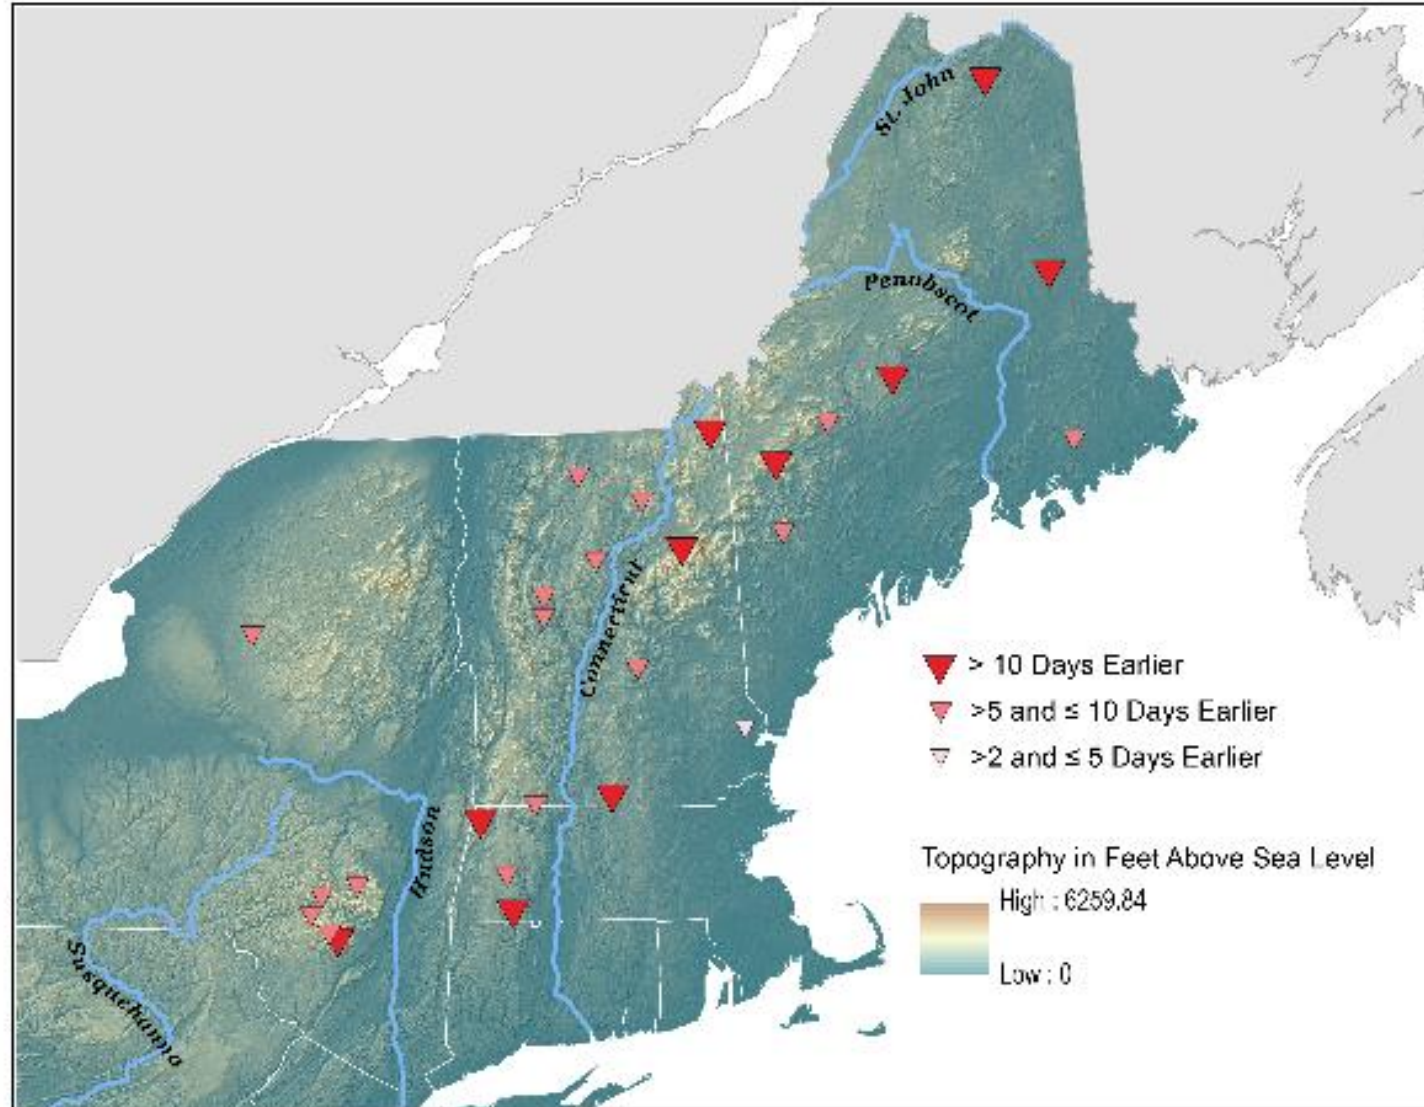 St. John
Penobscot
Connecticut
> 10 Days Earlier
>5 and ≤ 10 Days Earlier
>2 and ≤ 5 Days Earlier
Hudson
Topography in Feet Above Sea Level
High : 6259.84
Low : 0
Susquehanna